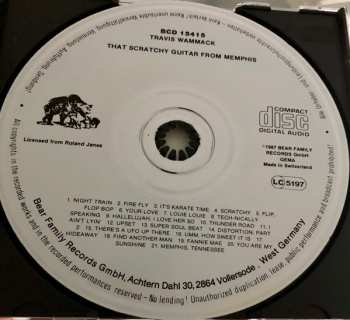 BCD 15415
TRAVIS WAMMACK
THAT SCRATCHY GUITAR FROM MEMPHIS
COMPACT
disc
DIGITAL AUDIO
Licensed from Roland Janes
℗1987 BEAR FAMILY
RECORDS GmbH
GEMA
Made in Switzerland
LC 5197
1 NIGHT TRAIN 2 FIRE FLY 3 IT'S KARATE TIME 4 SCRATCHY 5 FLIP,
FLOP BOP 6 YOUR LOVE 7 LOUIE LOUIE 8 TECH-NICALLY
SPEAKING 9 HALLELUJAH, I LOVE HER SO 10 THUNDER ROAD 11 I
AIN'T LYIN' 12 UPSET 13 SUPER SOUL BEAT 14 DISTORTION, PART
2 15 THERE'S A UFO UP THERE 16 UMM, HOW SWEET IT IS 17
HIDEAWAY 18 FIND ANOTHER MAN 19 FANNIE MAE 20 YOU ARE MY
SUNSHINE 21 MEMPHIS, TENNESSEE
Bear Family Records GmbH, Achtern Dahl 30, 2864 Vollersode - West Germany
All copyrights in the recorded works and in the recorded performances reserved - No lending! Unauthorized duplication, lease, public performance and broadcast prohibited!